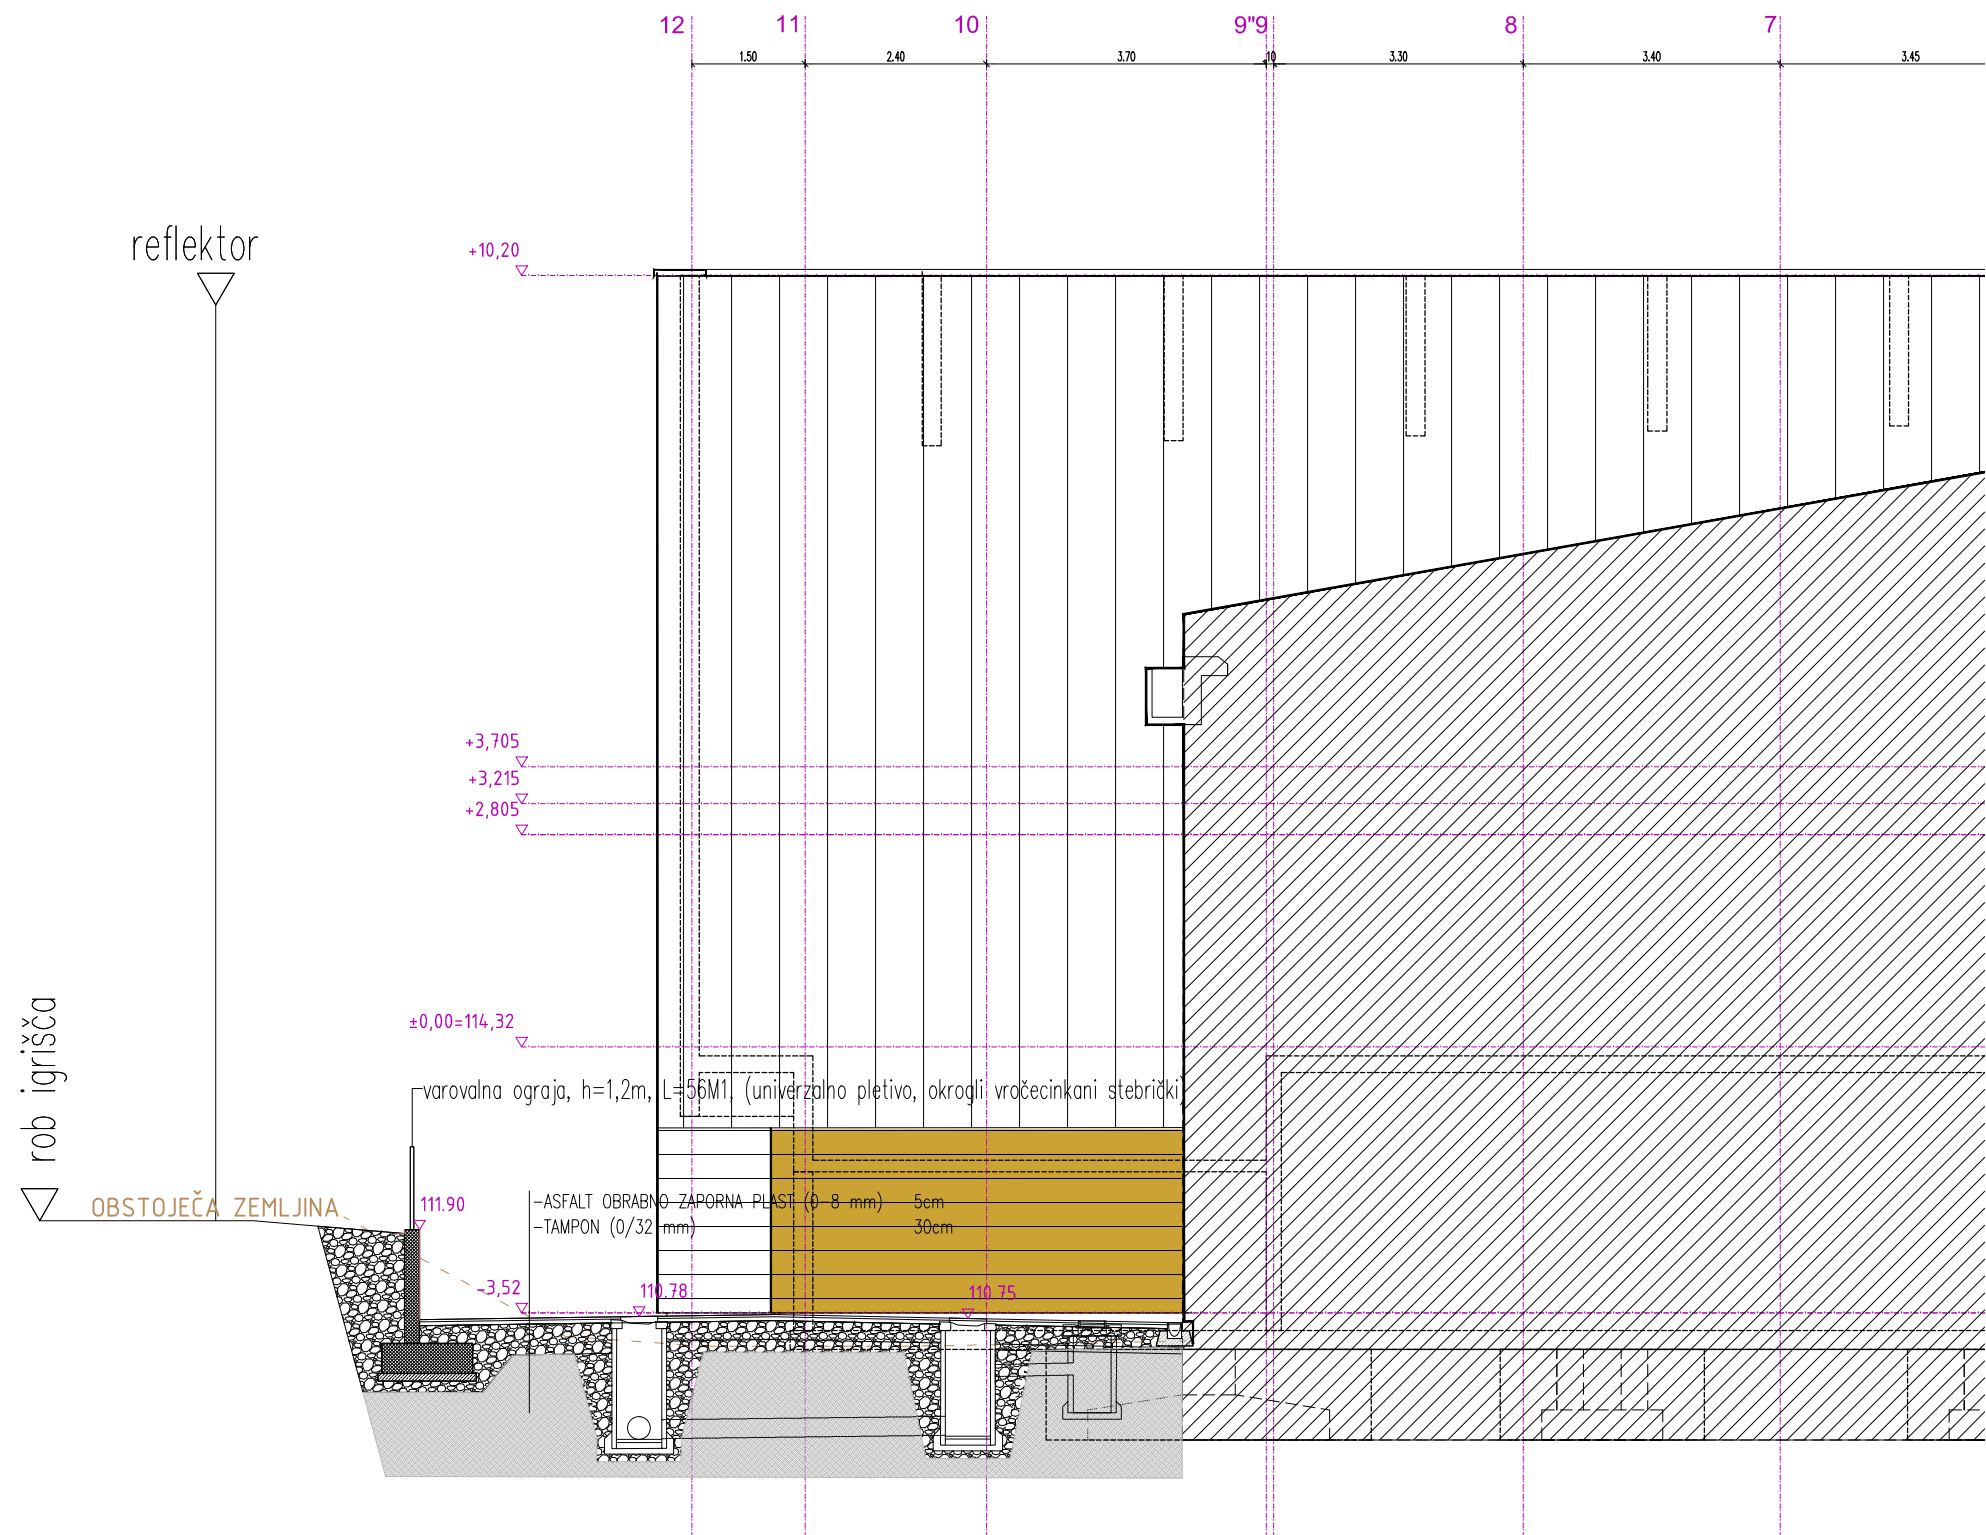 12 11 10 9"9 8 7
1.50 2.40 3.70 10 3.30 3.40 3.45
reflektor
+10,20
+3,705
+3,215
+2,805
±0,00=114,32
rob igrišča
varovalna ograja, h=1,2m, L=56M1, (univerzalno pletivo, okrogli vročecinkani stebrički)
OBSTOJEČA ZEMLJINA
111.90
-ASFALT OBRABNO ZAPORNA PLAST (0-8 mm) 5cm
-TAMPON (0/32 mm) 30cm
-3,52
110.78
110.75